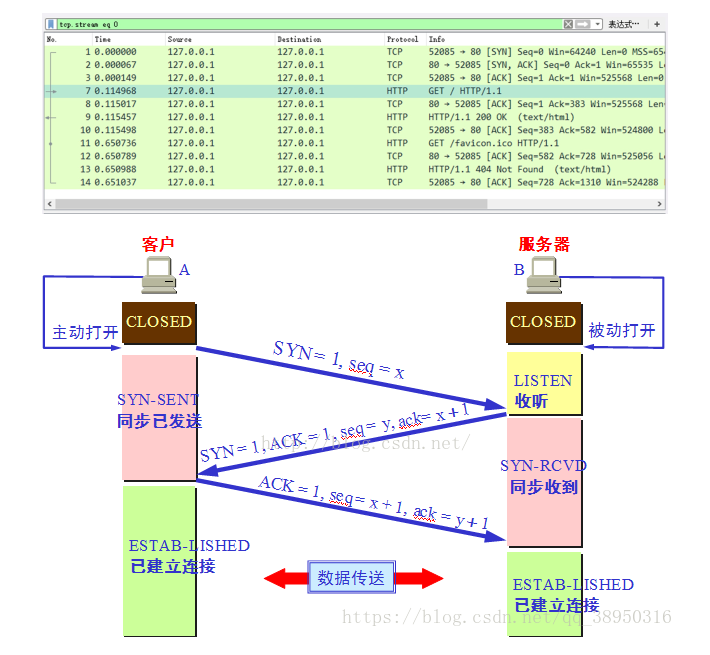 tcp.stream eq 0 表达式… +
No. Time Source Destination Protocol Info
1 0.000000 127.0.0.1 127.0.0.1 TCP 52085 → 80 [SYN] Seq=0 Win=64240 Len=0 MSS=654
2 0.000067 127.0.0.1 127.0.0.1 TCP 80 → 52085 [SYN, ACK] Seq=0 Ack=1 Win=65535 L
3 0.000149 127.0.0.1 127.0.0.1 TCP 52085 → 80 [ACK] Seq=1 Ack=1 Win=525568 Len=0
7 0.114968 127.0.0.1 127.0.0.1 HTTP GET / HTTP/1.1
8 0.115017 127.0.0.1 127.0.0.1 TCP 80 → 52085 [ACK] Seq=1 Ack=383 Win=525568 Len
9 0.115457 127.0.0.1 127.0.0.1 HTTP HTTP/1.1 200 OK (text/html)
10 0.115498 127.0.0.1 127.0.0.1 TCP 52085 → 80 [ACK] Seq=383 Ack=582 Win=524800 L
11 0.650736 127.0.0.1 127.0.0.1 HTTP GET /favicon.ico HTTP/1.1
12 0.650789 127.0.0.1 127.0.0.1 TCP 80 → 52085 [ACK] Seq=582 Ack=728 Win=525056 L
13 0.650988 127.0.0.1 127.0.0.1 HTTP HTTP/1.1 404 Not Found (text/html)
14 0.651037 127.0.0.1 127.0.0.1 TCP 52085 → 80 [ACK] Seq=728 Ack=1310 Win=524288
客户 服务器
A B
CLOSED CLOSED
主动打开 被动打开
SYN = 1, seq = x
LISTEN
收听
SYN-SENT
同步已发送
SYN = 1, ACK = 1, seq = y, ack = x + 1
http://blog.csdn.net/
SYN-RCVD
同步收到
ACK = 1, seq = x + 1, ack = y + 1
ESTAB-LISHED
已建立连接
数据传送
ESTAB-LISHED
已建立连接
https://blog.csdn.net/qq_38950316